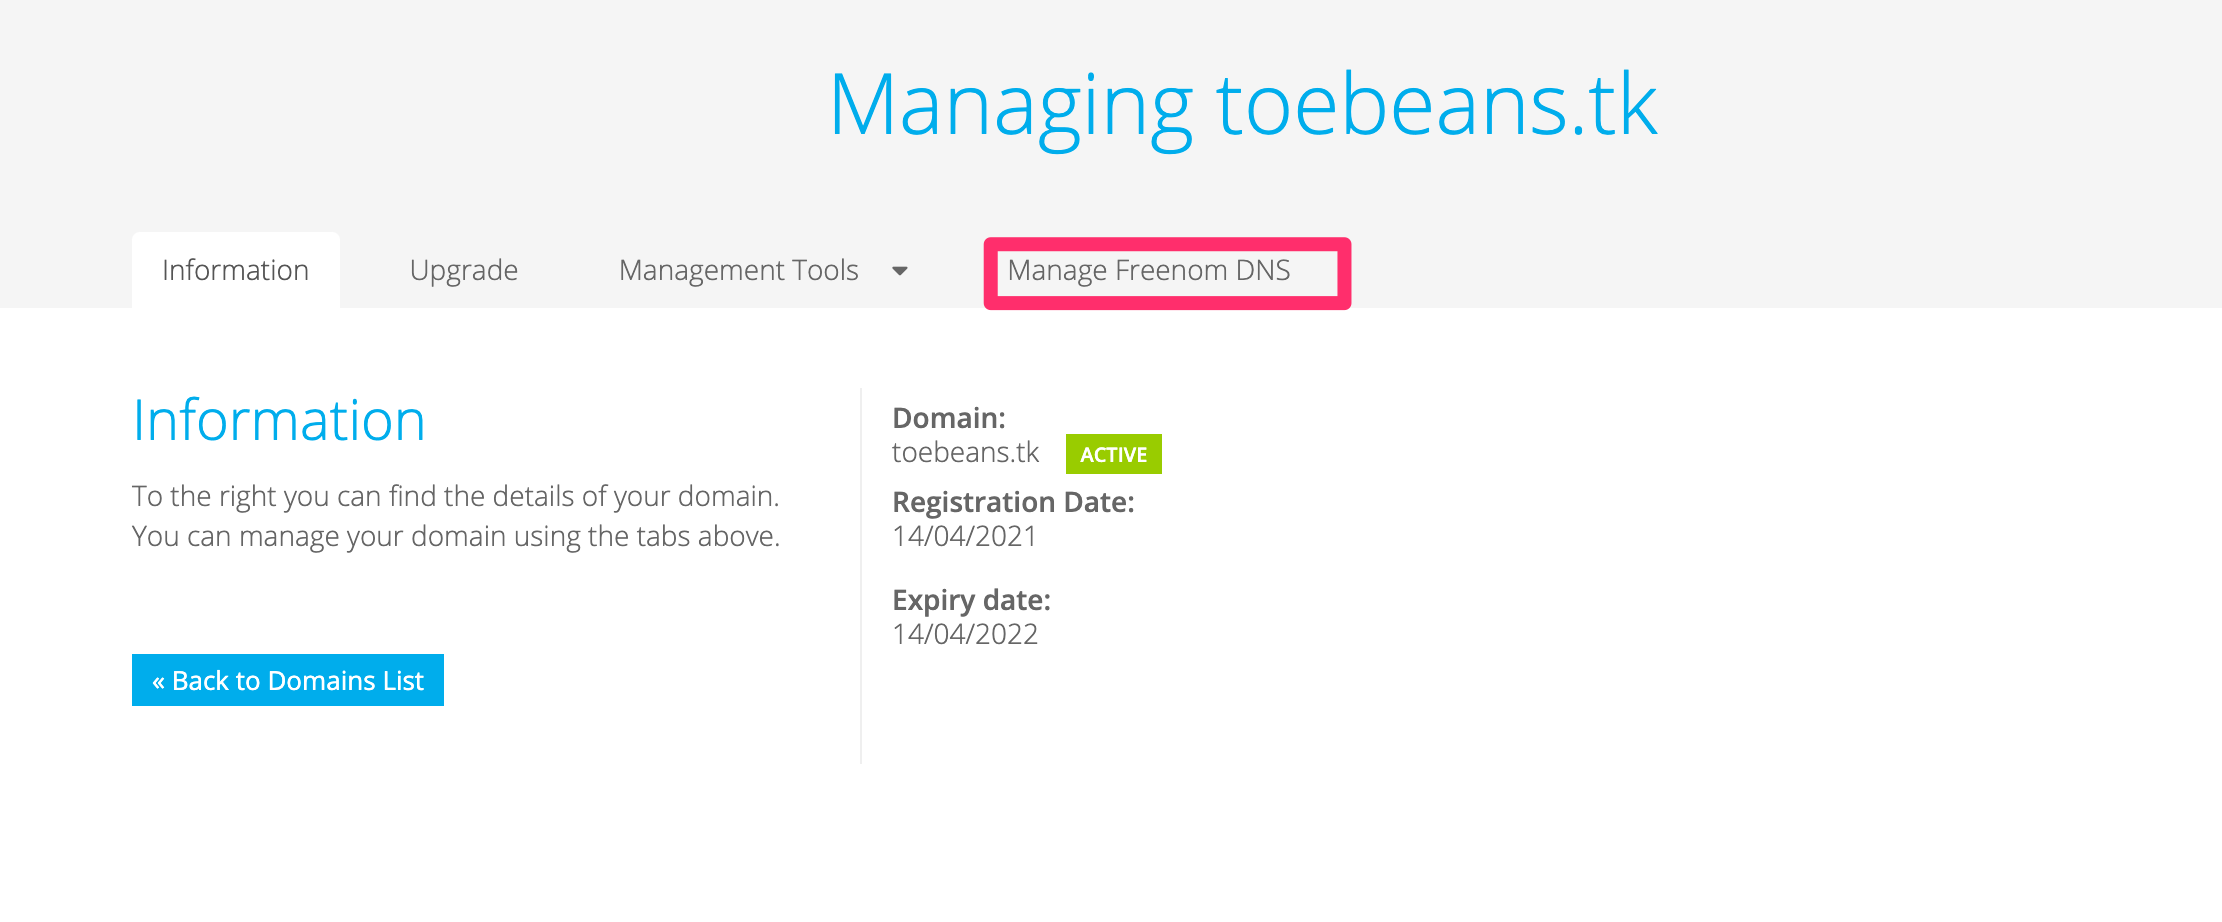 Managing toebeans.tk
Information
Upgrade
Management Tools
Manage Freenom DNS
Information
To the right you can find the details of your domain.
You can manage your domain using the tabs above.
« Back to Domains List
Domain:
toebeans.tk ACTIVE
Registration Date:
14/04/2021
Expiry date:
14/04/2022